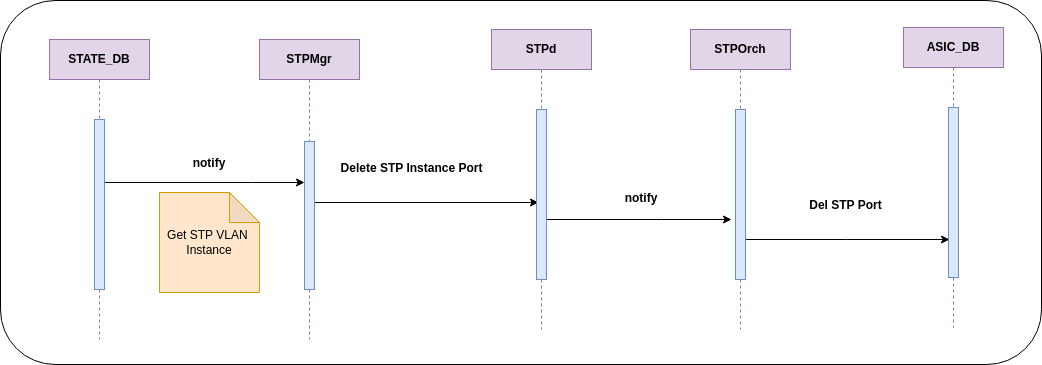 STATE_DB
STPMgr
STPd
STPOrch
ASIC_DB
notify
Delete STP Instance Port
notify
Del STP Port
Get STP VLAN
Instance